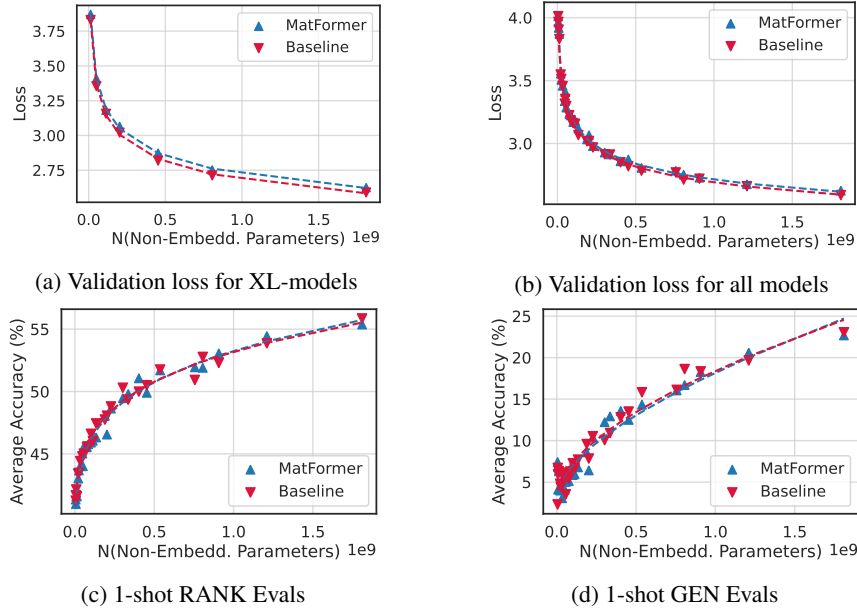 3.75
3.50
3.25
3.00
2.75
Loss
MatFormer
Baseline
0.0
0.5
1.0
1.5
N(Non-Embedd. Parameters)
1e9
(a) Validation loss for XL-models
4.0
3.5
3.0
Loss
MatFormer
Baseline
0.0
0.5
1.0
1.5
N(Non-Embedd. Parameters)
1e9
(b) Validation loss for all models
55
50
45
Average Accuracy (%)
MatFormer
Baseline
0.0
0.5
1.0
1.5
N(Non-Embedd. Parameters)
1e9
(c) 1-shot RANK Evals
25
20
15
10
5
Average Accuracy (%)
MatFormer
Baseline
0.0
0.5
1.0
1.5
N(Non-Embedd. Parameters)
1e9
(d) 1-shot GEN Evals